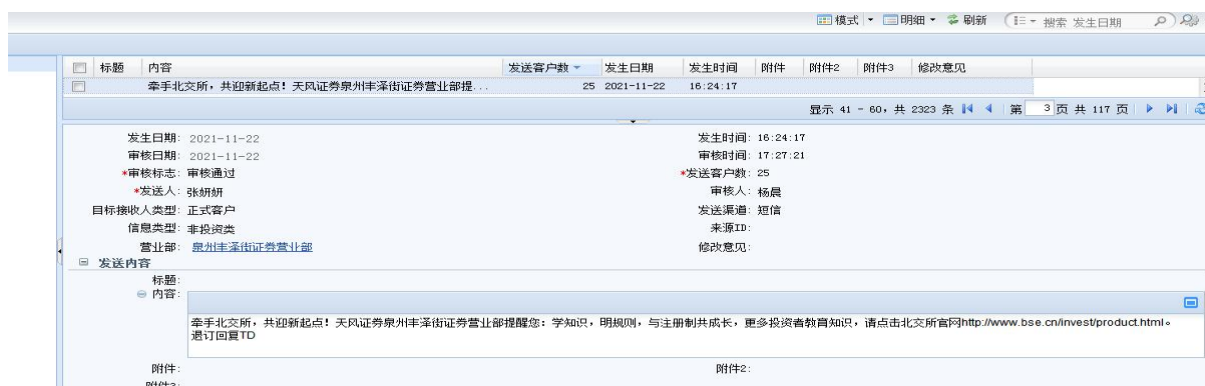 模式 明细 刷新 搜索 发生日期
标题 内容 发送客户数 发生日期 发生时间 附件 附件2 附件3 修改意见
牵手北交所，共迎新起点！天风证券泉州丰泽街证券营业部提... 25 2021-11-22 16:24:17
显示 41 - 60，共 2323 条 第 3 页 共 117 页
发生日期: 2021-11-22 发生时间: 16:24:17
审核日期: 2021-11-22 审核时间: 17:27:21
*审核标志: 审核通过 *发送客户数: 25
*发送人: 张妍妍 审核人: 杨晨
目标接收人类型: 正式客户 发送渠道: 短信
信息类型: 非投资类 来源ID:
营业部: 泉州丰泽街证券营业部 修改意见:
发送内容
标题:
内容:
牵手北交所，共迎新起点！天风证券泉州丰泽街证券营业部提醒您：学知识，明规则，与注册制共成长，更多投资者教育知识，请点击北交所官网http://www.bse.cn/invest/product.html。
退订回复TD
附件: 附件2: